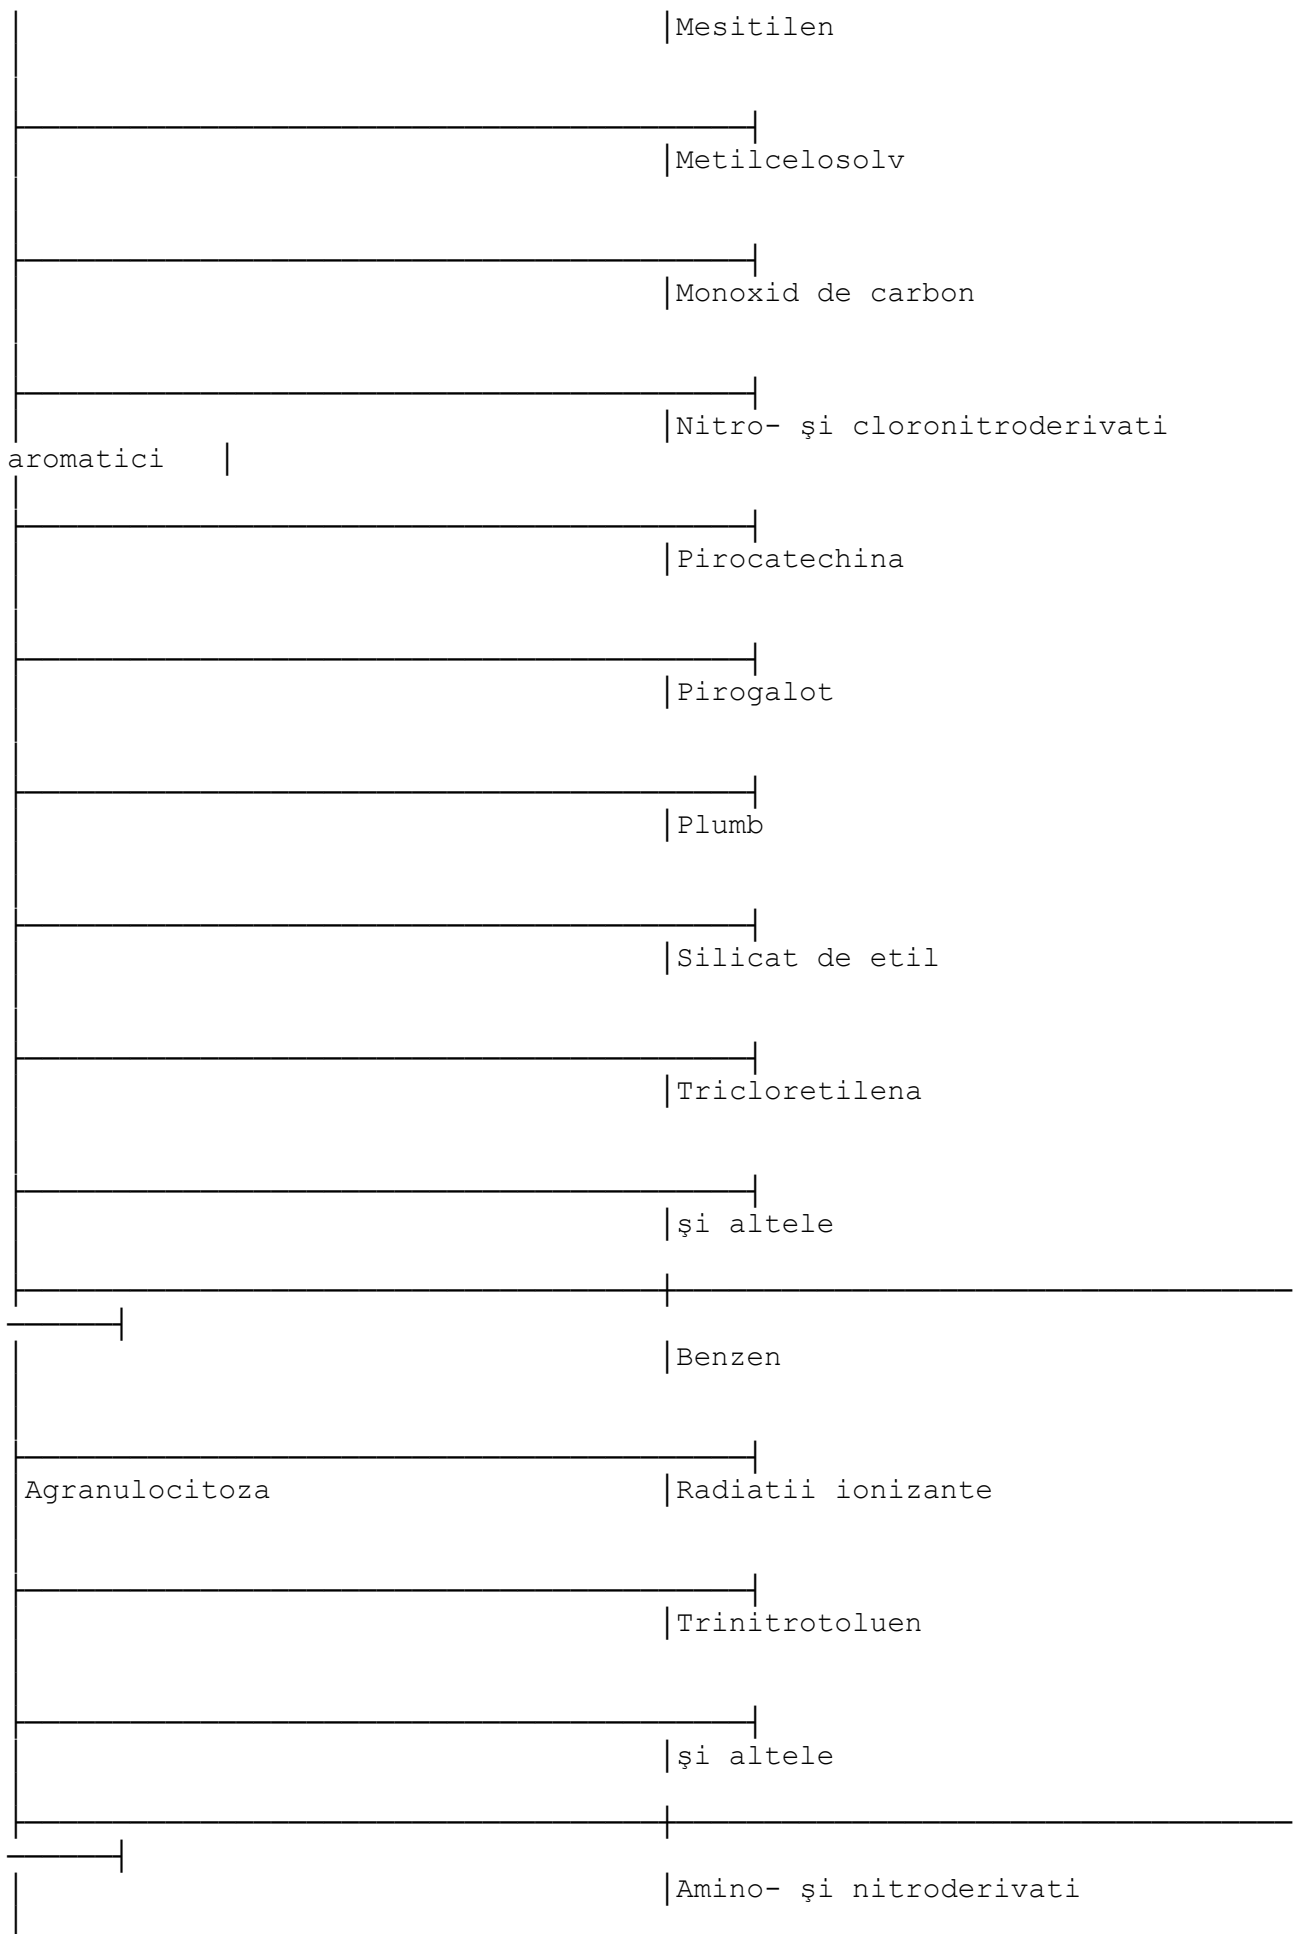 Mesitilen
Metilcelosolv
Monoxid de carbon
Nitro- şi cloronitroderivati
aromatici
Pirocatechina
Pirogalot
Plumb
Silicat de etil
Tricloretilena
şi altele
Benzen
Agranulocitoza Radiatii ionizante
Trinitrotoluen
şi altele
Amino- şi nitroderivati